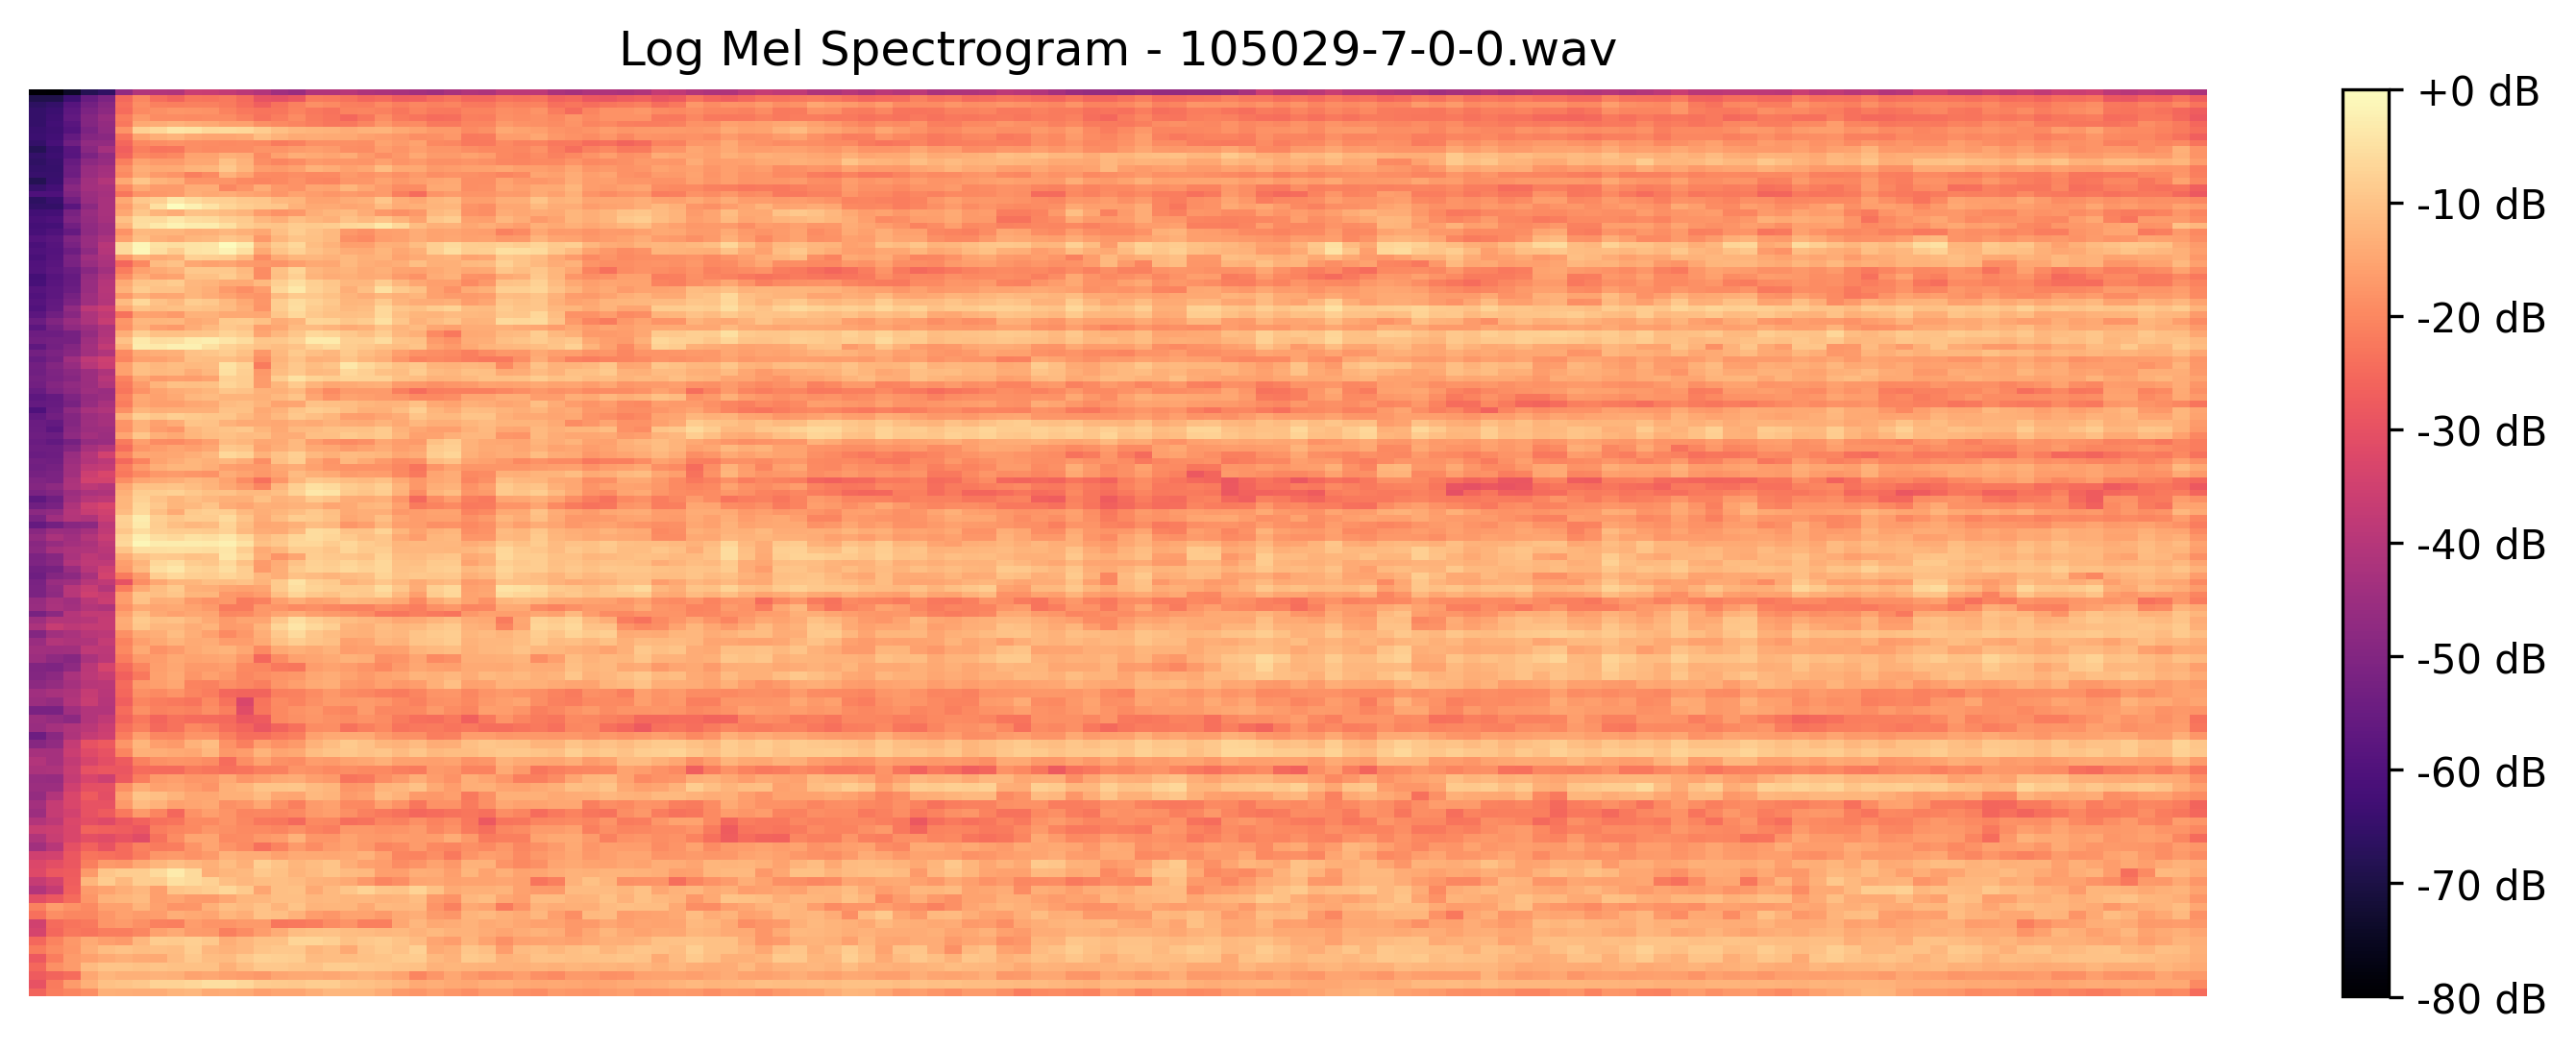 Log Mel Spectrogram - 105029-7-0-0.wav
+0 dB
-10 dB
-20 dB
-30 dB
-40 dB
-50 dB
-60 dB
-70 dB
-80 dB